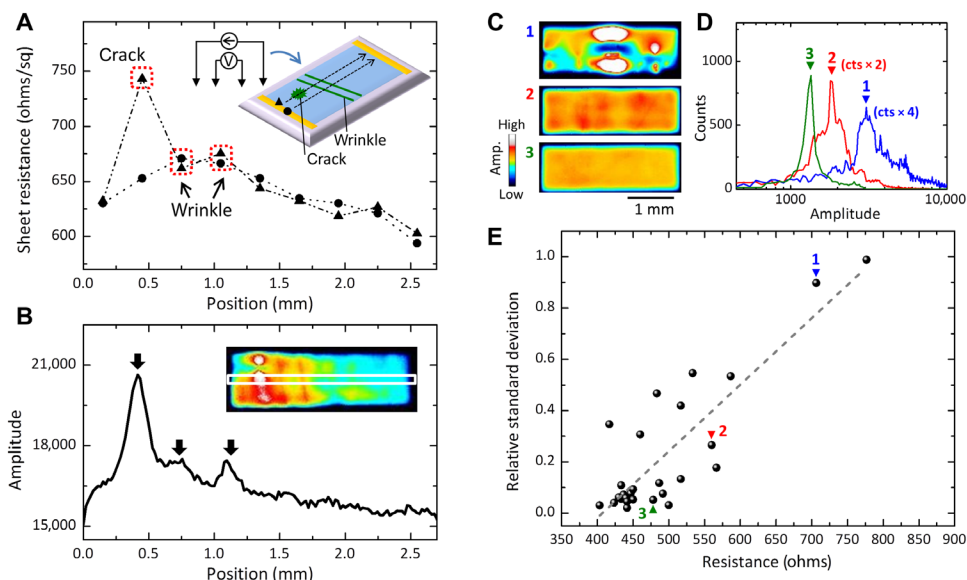 A
Crack
V
Wrinkle
Crack
Wrinkle
Sheet resistance (ohms/sq)
750
700
650
600
0.0 0.5 1.0 1.5 2.0 2.5
Position (mm)
B
Amplitude
21,000
18,000
15,000
0.0 0.5 1.0 1.5 2.0 2.5
Position (mm)
C
1
2
3
High
Amp.
Low
1 mm
D
Counts
1000
500
0
3
2 (cts × 2)
1
(cts × 4)
1000 10,000
Amplitude
E
Relative standard deviation
1.0
0.8
0.6
0.4
0.2
0.0
1
2
3
350 400 450 500 550 600 650 700 750 800 850 900
Resistance (ohms)